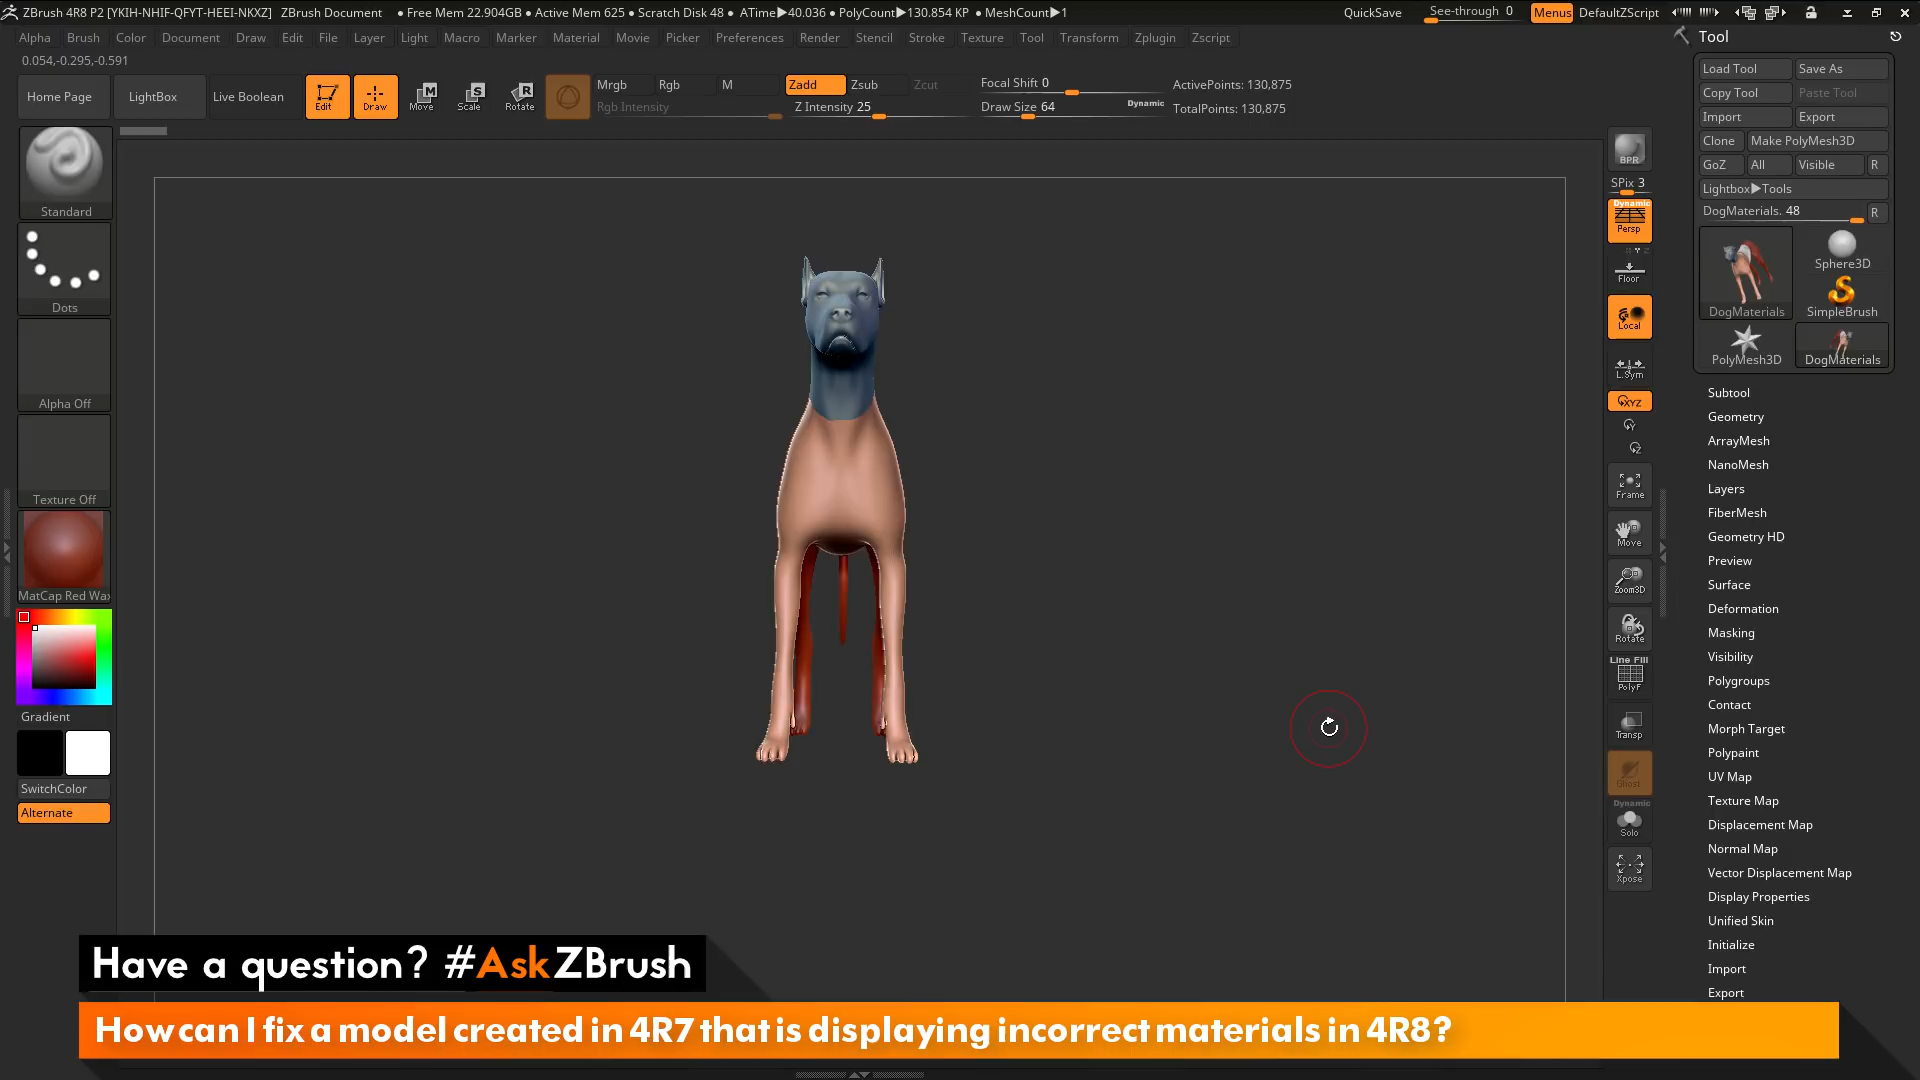 ZBrush 4R8 P2 [YKIH-NHIF-QFYT-HEEI-NKXZ] ZBrush Document ● Free Mem 22.904GB ● Active Mem 625 ● Scratch Disk 48 ● ATime▶40.036 ● PolyCount▶130.854 KP ● MeshCount▶1 QuickSave See-through 0 Menus DefaultZScript
Alpha Brush Color Document Draw Edit File Layer Light Macro Marker Material Movie Picker Preferences Render Stencil Stroke Texture Tool Transform Zplugin Zscript
0.054,-0.295,-0.591
Home Page LightBox Live Boolean Edit Draw Move Scale Rotate
M S R
Mrgb Rgb M Zadd Zsub Zcut Focal Shift 0 ActivePoints: 130,875
Rgb Intensity Z Intensity 25 Draw Size 64 Dynamic TotalPoints: 130,875
Standard
Dots
Alpha Off
Texture Off
MatCap Red Wax
Gradient
SwitchColor
Alternate
BPR
SPix 3
Dynamic
Persp
Floor
Local
L.Sym
XYZ
Y
Z
Frame
Move
Zoom3D
Rotate
Line Fill
PolyF
Transp
Ghost
Dynamic
Solo
Xpose
Tool
Load Tool Save As
Copy Tool Paste Tool
Import Export
Clone Make PolyMesh3D
GoZ All Visible R
Lightbox▶Tools
DogMaterials. 48 R
Sphere3D
DogMaterials SimpleBrush
S
PolyMesh3D DogMaterials
Subtool
Geometry
ArrayMesh
NanoMesh
Layers
FiberMesh
Geometry HD
Preview
Surface
Deformation
Masking
Visibility
Polygroups
Contact
Morph Target
Polypaint
UV Map
Texture Map
Displacement Map
Normal Map
Vector Displacement Map
Display Properties
Unified Skin
Initialize
Import
Export
Have a question? #AskZBrush
How can I fix a model created in 4R7 that is displaying incorrect materials in 4R8?